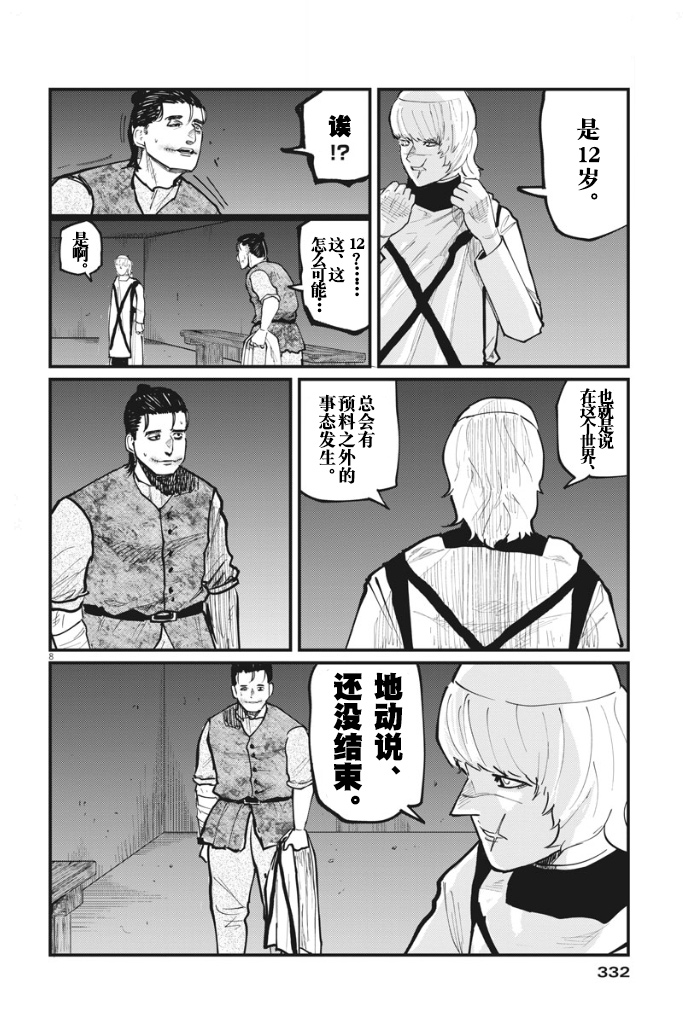 是12岁。
诶
!?
12？……
这、这
怎么可能…
是啊。
也就是说
在这个世界、
总会有
预料之外的
事态发生。
8
地动说、
还没结束。
332